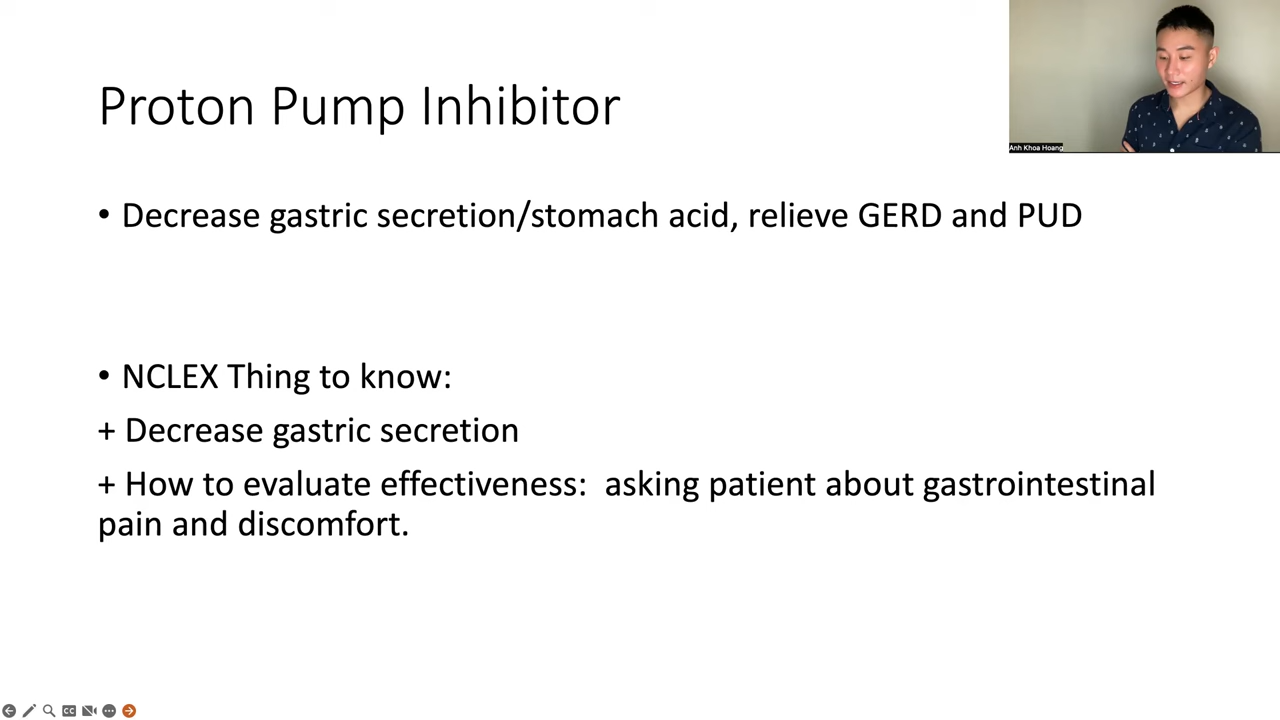 Proton Pump Inhibitor
Anh Khoa Hoang
• Decrease gastric secretion/stomach acid, relieve GERD and PUD
• NCLEX Thing to know:
+ Decrease gastric secretion
+ How to evaluate effectiveness:  asking patient about gastrointestinal
pain and discomfort.
CC